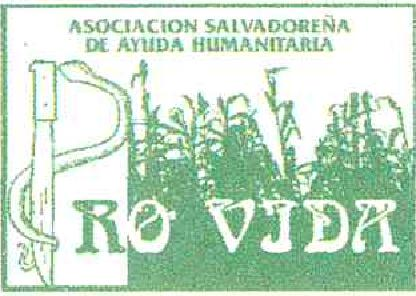 ASOCIACION SALVADOREÑA
DE AYUDA HUMANITARIA
PRO VIDA